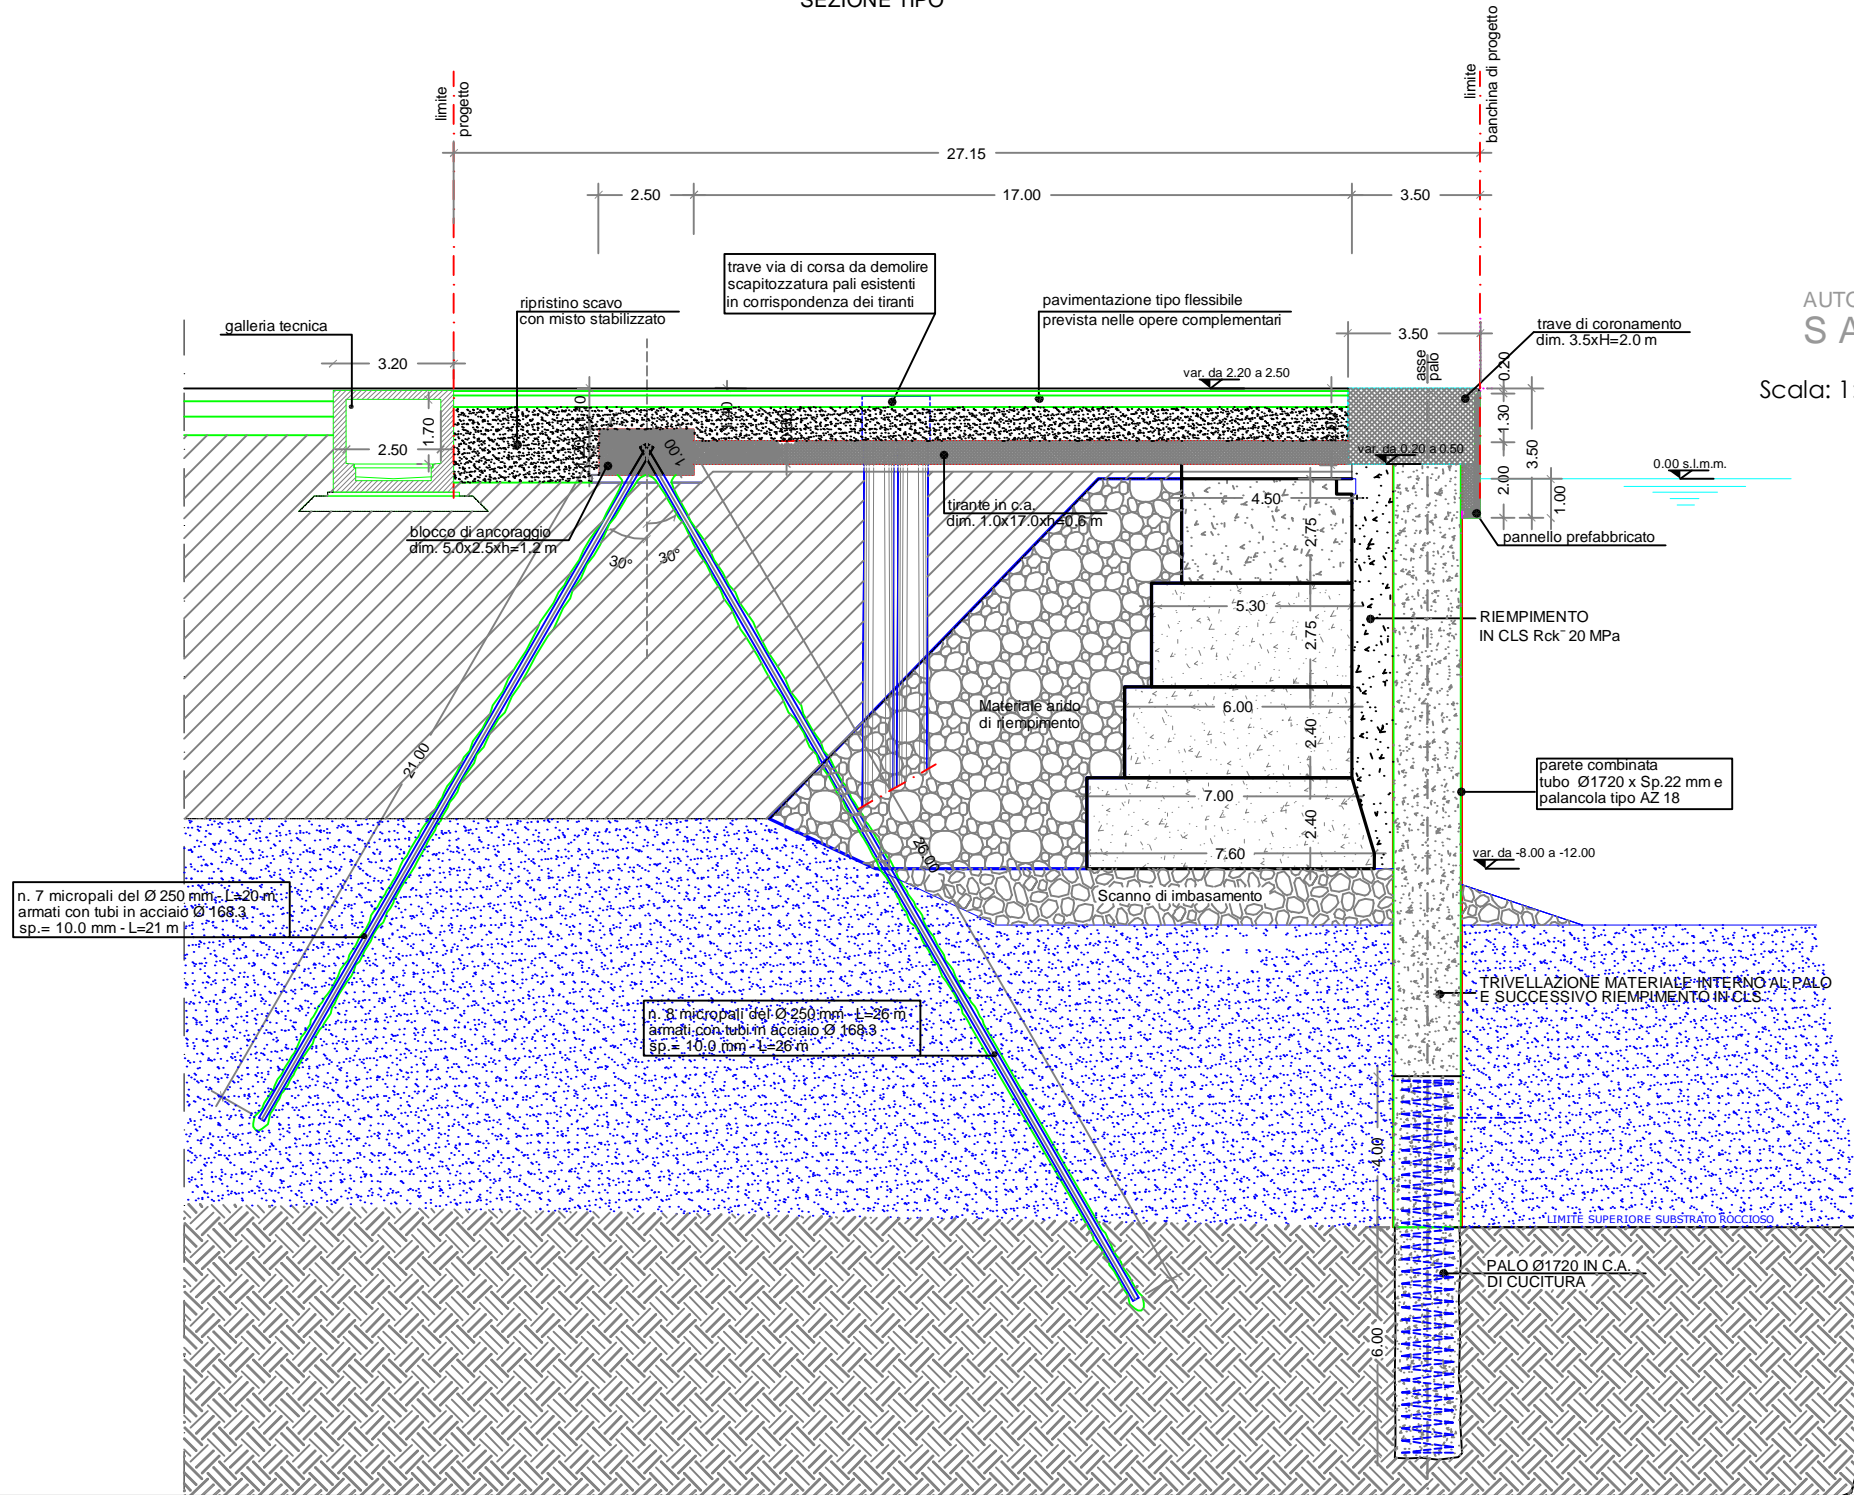 SEZIONE TIPO
limite
progetto
limite
banchina di progetto
27.15
2.50
17.00
3.50
trave via di corsa da demolire
scapitozzatura pali esistenti
in corrispondenza dei tiranti
ripristino scavo
con misto stabilizzato
pavimentazione tipo flessibile
prevista nelle opere complementari
galleria tecnica
3.20
3.50
asse
palo
trave di coronamento
dim. 3.5xH=2.0 m
AUTO
S A
Scala: 1:
var. da 2.20 a 2.50
0.20
1.30
3.50
2.00
1.00
1.70
2.50
1.00
var. da 0.20 a 0.50
0.00 s.l.m.m.
blocco di ancoraggio
dim. 5.0x2.5xh=1.2 m
tirante in c.a.
dim. 1.0x17.0xh=0.6 m
4.50
2.75
pannello prefabbricato
30°
30°
5.30
2.75
RIEMPIMENTO
IN CLS Rck¯ 20 MPa
Materiale arido
di riempimento
6.00
2.40
21.00
7.00
2.40
parete combinata
tubo Ø1720 x Sp.22 mm e
palancola tipo AZ 18
26.00
7.60
var. da -8.00 a -12.00
Scanno di imbasamento
n. 7 micropali del Ø 250 mm - L=20 m
armati con tubi in acciaio Ø 168.3
sp.= 10.0 mm - L=21 m
n. 8 micropali del Ø 250 mm - L=26 m
armati con tubi in acciaio Ø 168.3
sp.= 10.0 mm - L=26 m
TRIVELLAZIONE MATERIALE INTERNO AL PALO
E SUCCESSIVO RIEMPIMENTO IN CLS
4.00
LIMITE SUPERIORE SUBSTRATO ROCCIOSO
PALO Ø1720 IN C.A.
DI CUCITURA
6.00